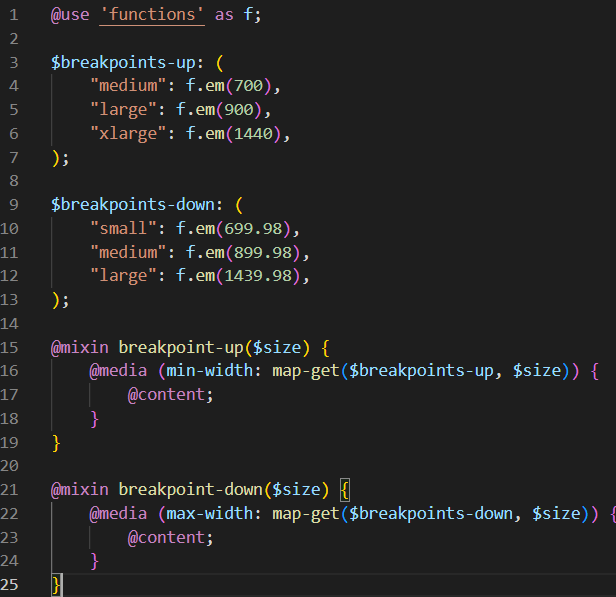 1 @use 'functions' as f;
2
3 $breakpoints-up: (
4 "medium": f.em(700),
5 "large": f.em(900),
6 "xlarge": f.em(1440),
7 );
8
9 $breakpoints-down: (
10 "small": f.em(699.98),
11 "medium": f.em(899.98),
12 "large": f.em(1439.98),
13 );
14
15 @mixin breakpoint-up($size) {
16 @media (min-width: map-get($breakpoints-up, $size)) {
17 @content;
18 }
19 }
20
21 @mixin breakpoint-down($size) {
22 @media (max-width: map-get($breakpoints-down, $size)) {
23 @content;
24 }
25 }